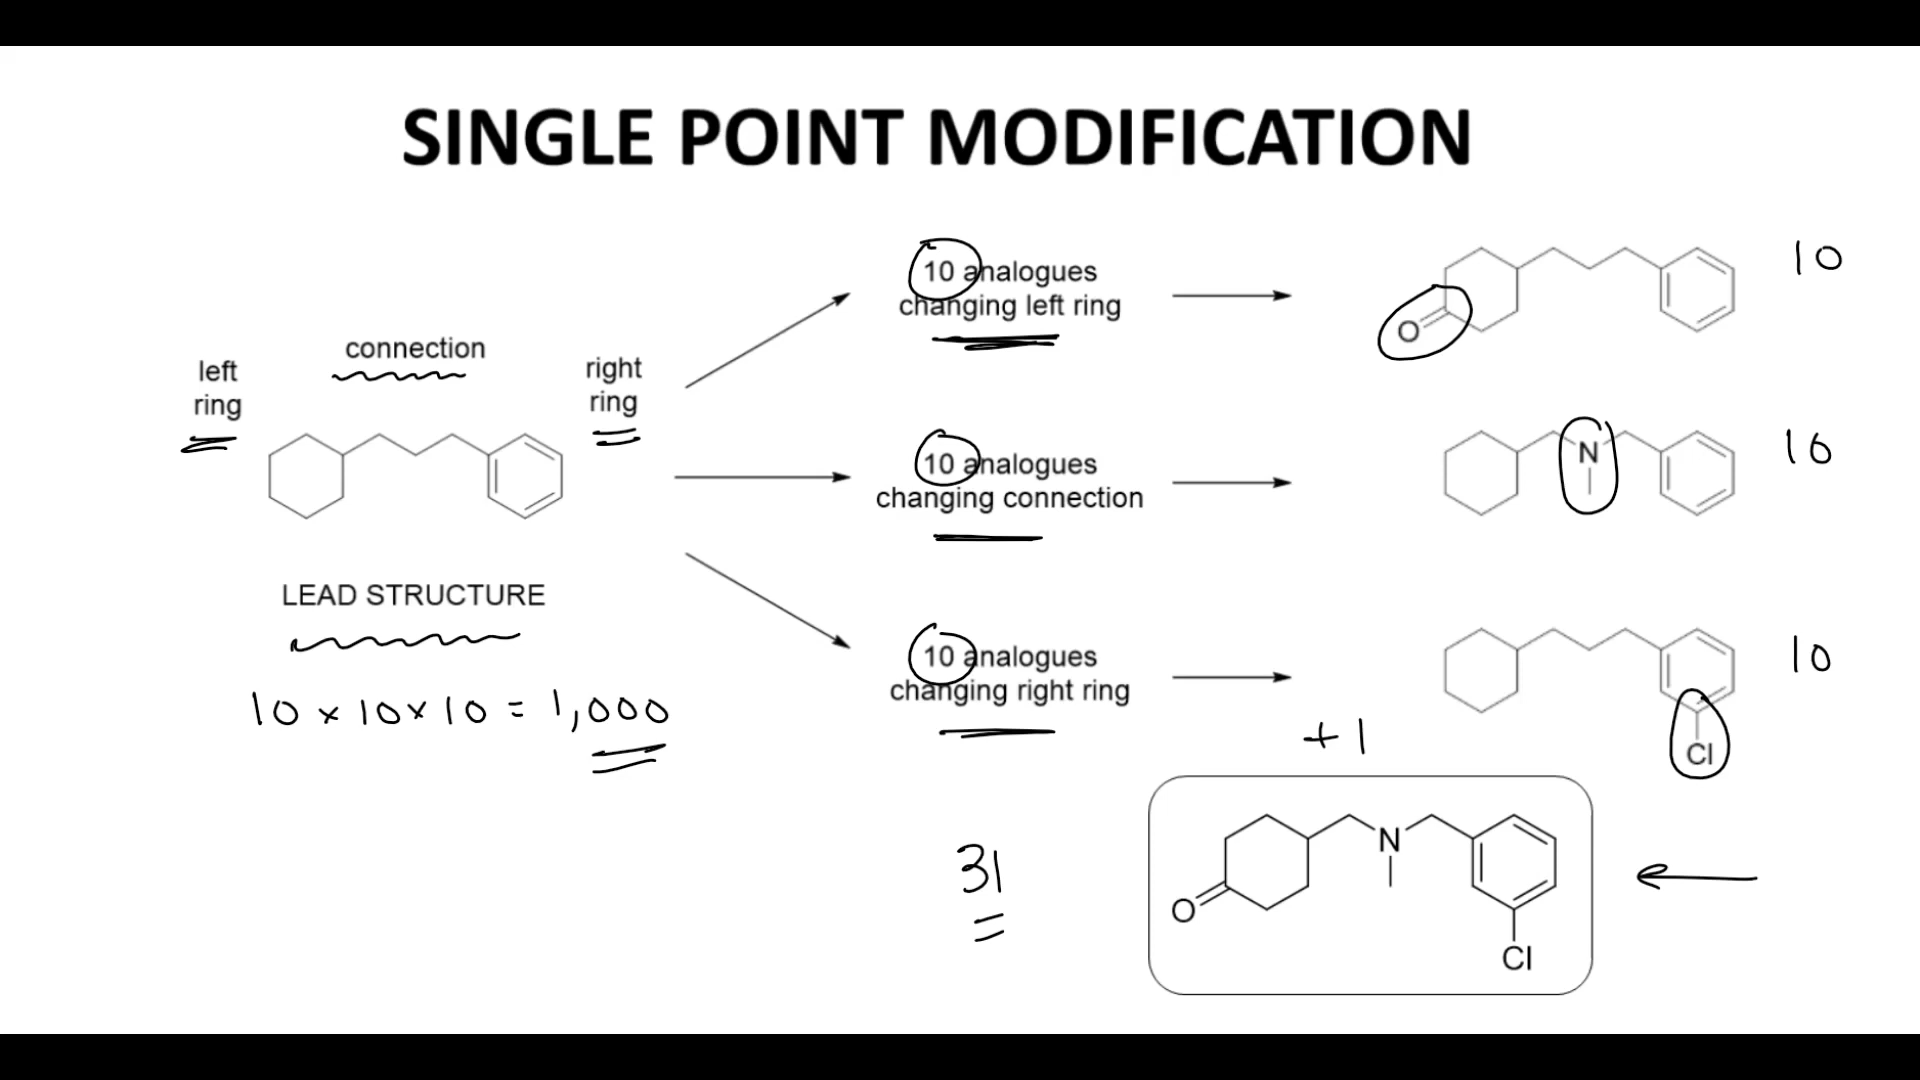 SINGLE POINT MODIFICATION
left
ring
connection
right
ring
LEAD STRUCTURE
10 × 10 × 10 = 1,000
10 analogues
changing left ring
O
10
10 analogues
changing connection
N
10
10 analogues
changing right ring
Cl
10
+1
31
N
O
Cl